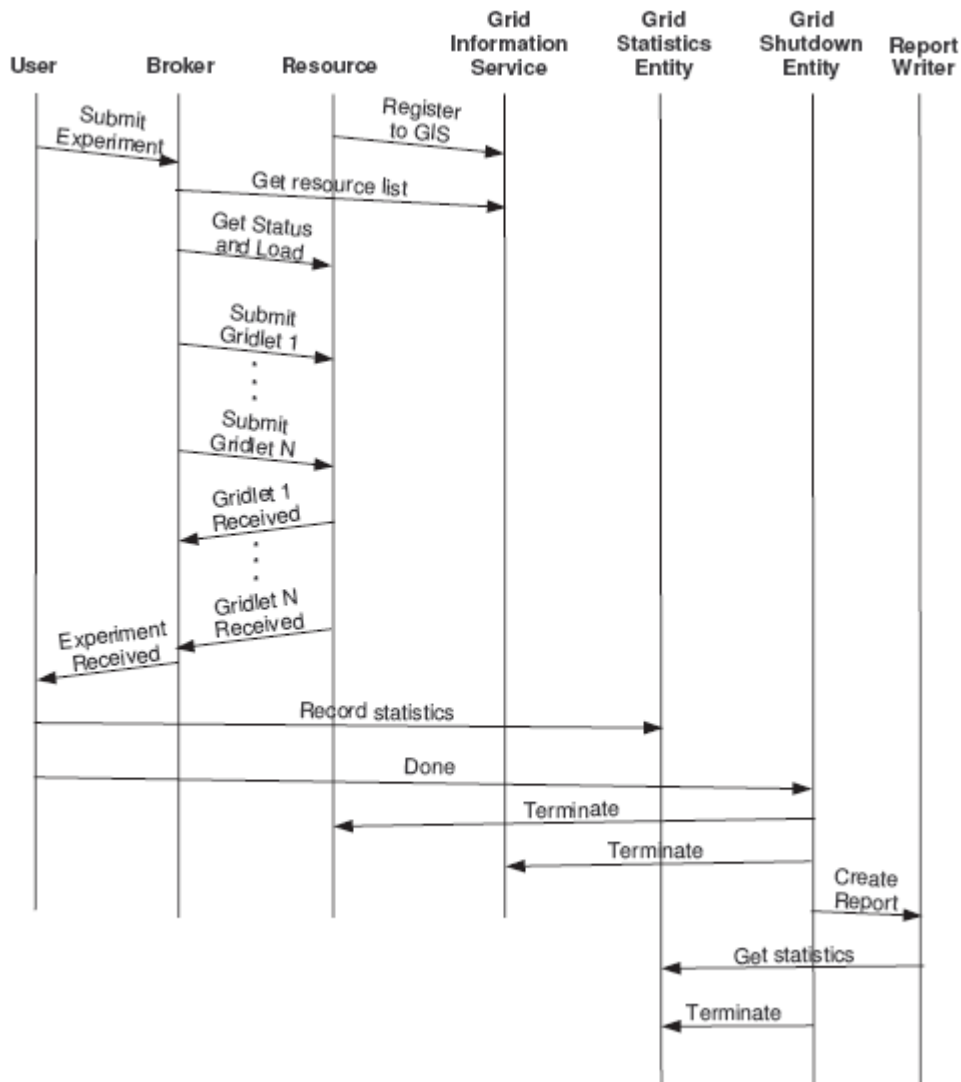 User
Broker
Resource
Grid
Information
Service
Grid
Statistics
Entity
Grid
Shutdown
Entity
Report
Writer
Submit
Experiment
Register
to GIS
Get resource list
Get Status
and Load
Submit
Gridlet 1
Submit
Gridlet N
Gridlet 1
Received
Gridlet N
Received
Experiment
Received
Record statistics
Done
Terminate
Terminate
Create
Report
Get statistics
Terminate